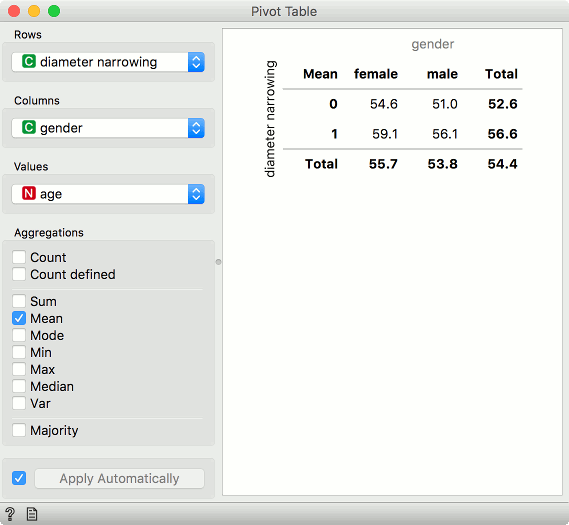 Pivot Table
Rows
C diameter narrowing
Columns
C gender
Values
N age
Aggregations
Count
Count defined
Sum
Mean
Mode
Min
Max
Median
Var
Majority
Apply Automatically
?
gender
diameter narrowing
Mean female male Total
0 54.6 51.0 52.6
1 59.1 56.1 56.6
Total 55.7 53.8 54.4